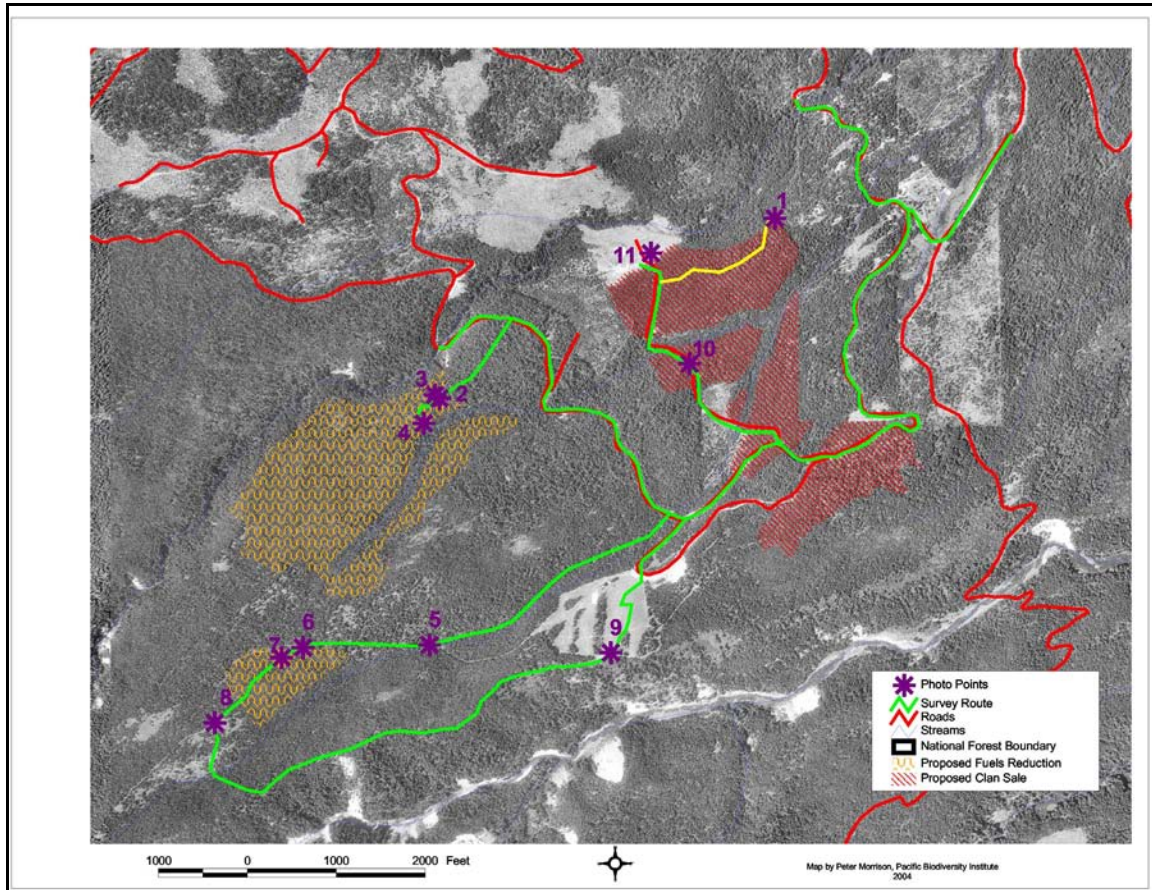 1
11
10
3
2
4
5
6
7
8
9
Photo Points
Survey Route
Roads
Streams
National Forest Boundary
Proposed Fuels Reduction
Proposed Clan Sale
1000 0 1000 2000 Feet
Map by Peter Morrison, Pacific Biodiversity Institute
2004